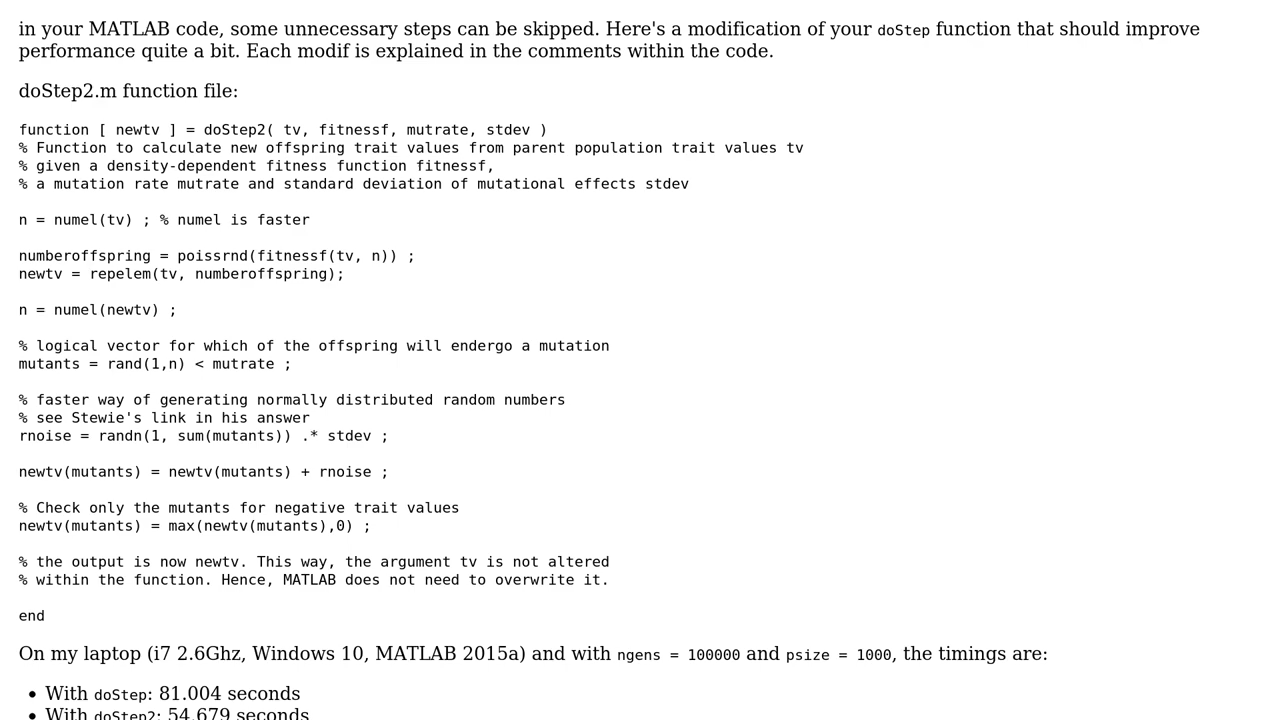 in your MATLAB code, some unnecessary steps can be skipped. Here's a modification of your doStep function that should improve
performance quite a bit. Each modif is explained in the comments within the code.
doStep2.m function file:
function [ newtv ] = doStep2( tv, fitnessf, mutrate, stdev )
% Function to calculate new offspring trait values from parent population trait values tv
% given a density-dependent fitness function fitnessf,
% a mutation rate mutrate and standard deviation of mutational effects stdev
n = numel(tv) ; % numel is faster
numberoffspring = poissrnd(fitnessf(tv, n)) ;
newtv = repelem(tv, numberoffspring);
n = numel(newtv) ;
% logical vector for which of the offspring will endergo a mutation
mutants = rand(1,n) < mutrate ;
% faster way of generating normally distributed random numbers
% see Stewie's link in his answer
rnoise = randn(1, sum(mutants)) .* stdev ;
newtv(mutants) = newtv(mutants) + rnoise ;
% Check only the mutants for negative trait values
newtv(mutants) = max(newtv(mutants),0) ;
% the output is now newtv. This way, the argument tv is not altered
% within the function. Hence, MATLAB does not need to overwrite it.
end
On my laptop (i7 2.6Ghz, Windows 10, MATLAB 2015a) and with ngens = 100000 and psize = 1000, the timings are:
• With doStep: 81.004 seconds
• With doStep2: 54.679 seconds